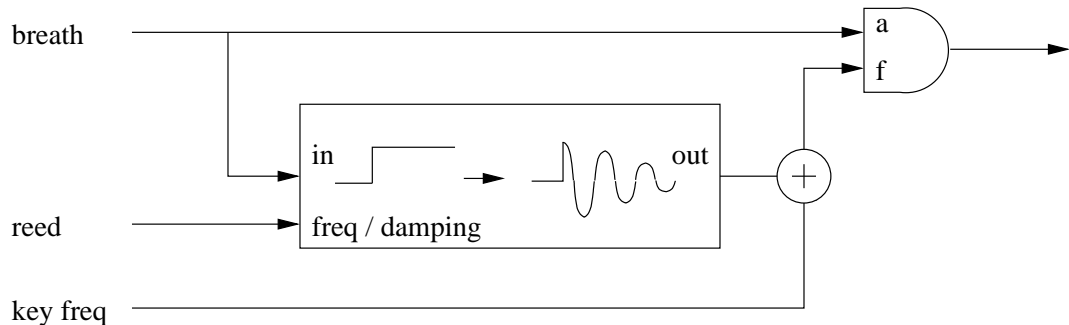 breath
a
f
in
out
+
reed
freq / damping
key freq